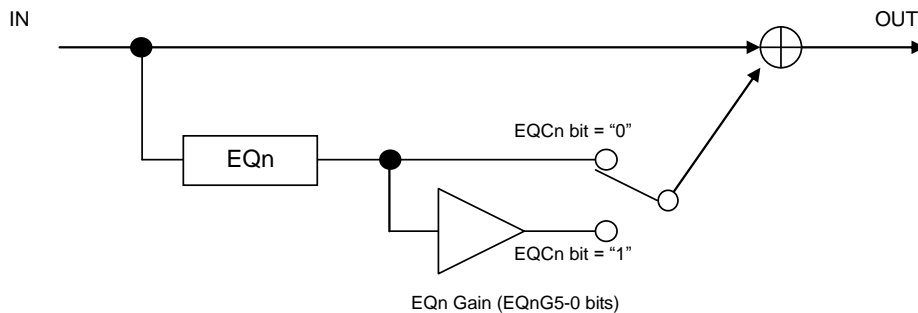 IN
OUT
EQCn bit = “0”
EQn
EQCn bit = “1”
EQn Gain (EQnG5-0 bits)